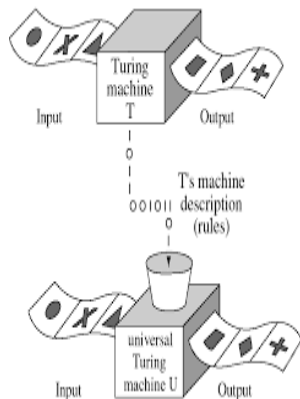 Turing
machine
T
Input
Output
T's machine
description
(rules)
001011
universal
Turing
machine U
Input
Output